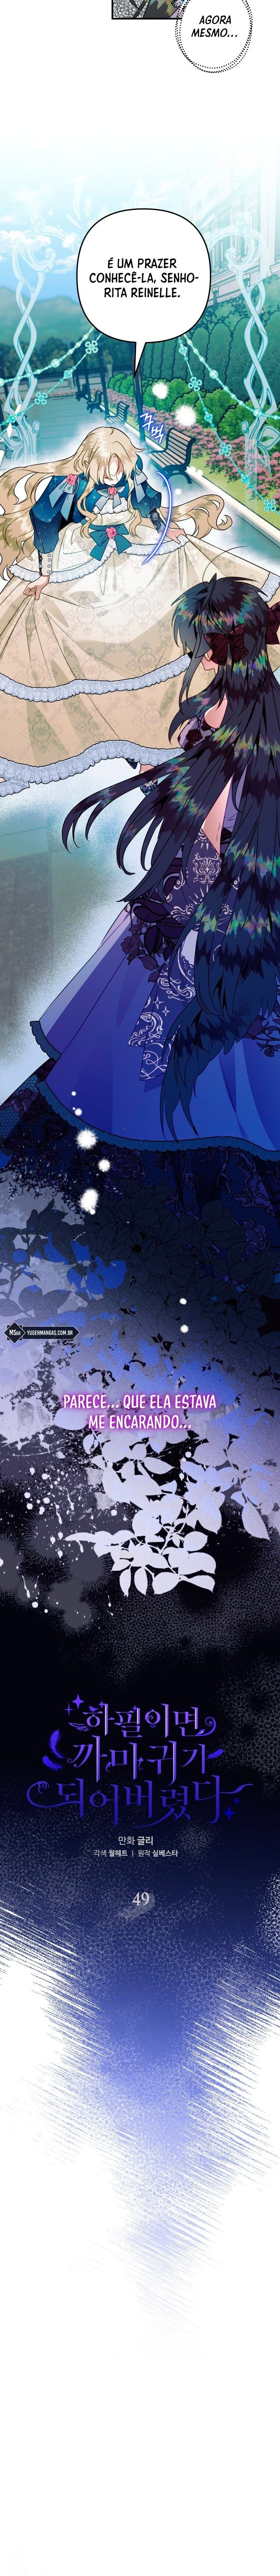 AGORA
MESMO...
É UM PRAZER
CONHECÊ-LA, SENHO-
RITA REINELLE.
꾸벅
MSBR YUGENMANGAS.COM.BR
PARECE... QUE ELA ESTAVA
ME ENCARANDO...
하필이면
까마귀가
되어버렸다
만화 글리
각색 월헤트 | 원작 실베스타
49